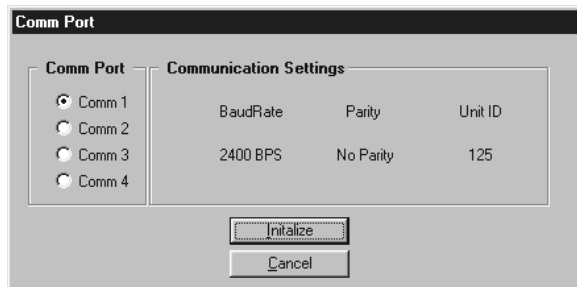 Comm Port
Comm Port
Comm 1
Comm 2
Comm 3
Comm 4
Communication Settings
BaudRate Parity Unit ID
2400 BPS No Parity 125
Initalize
Cancel